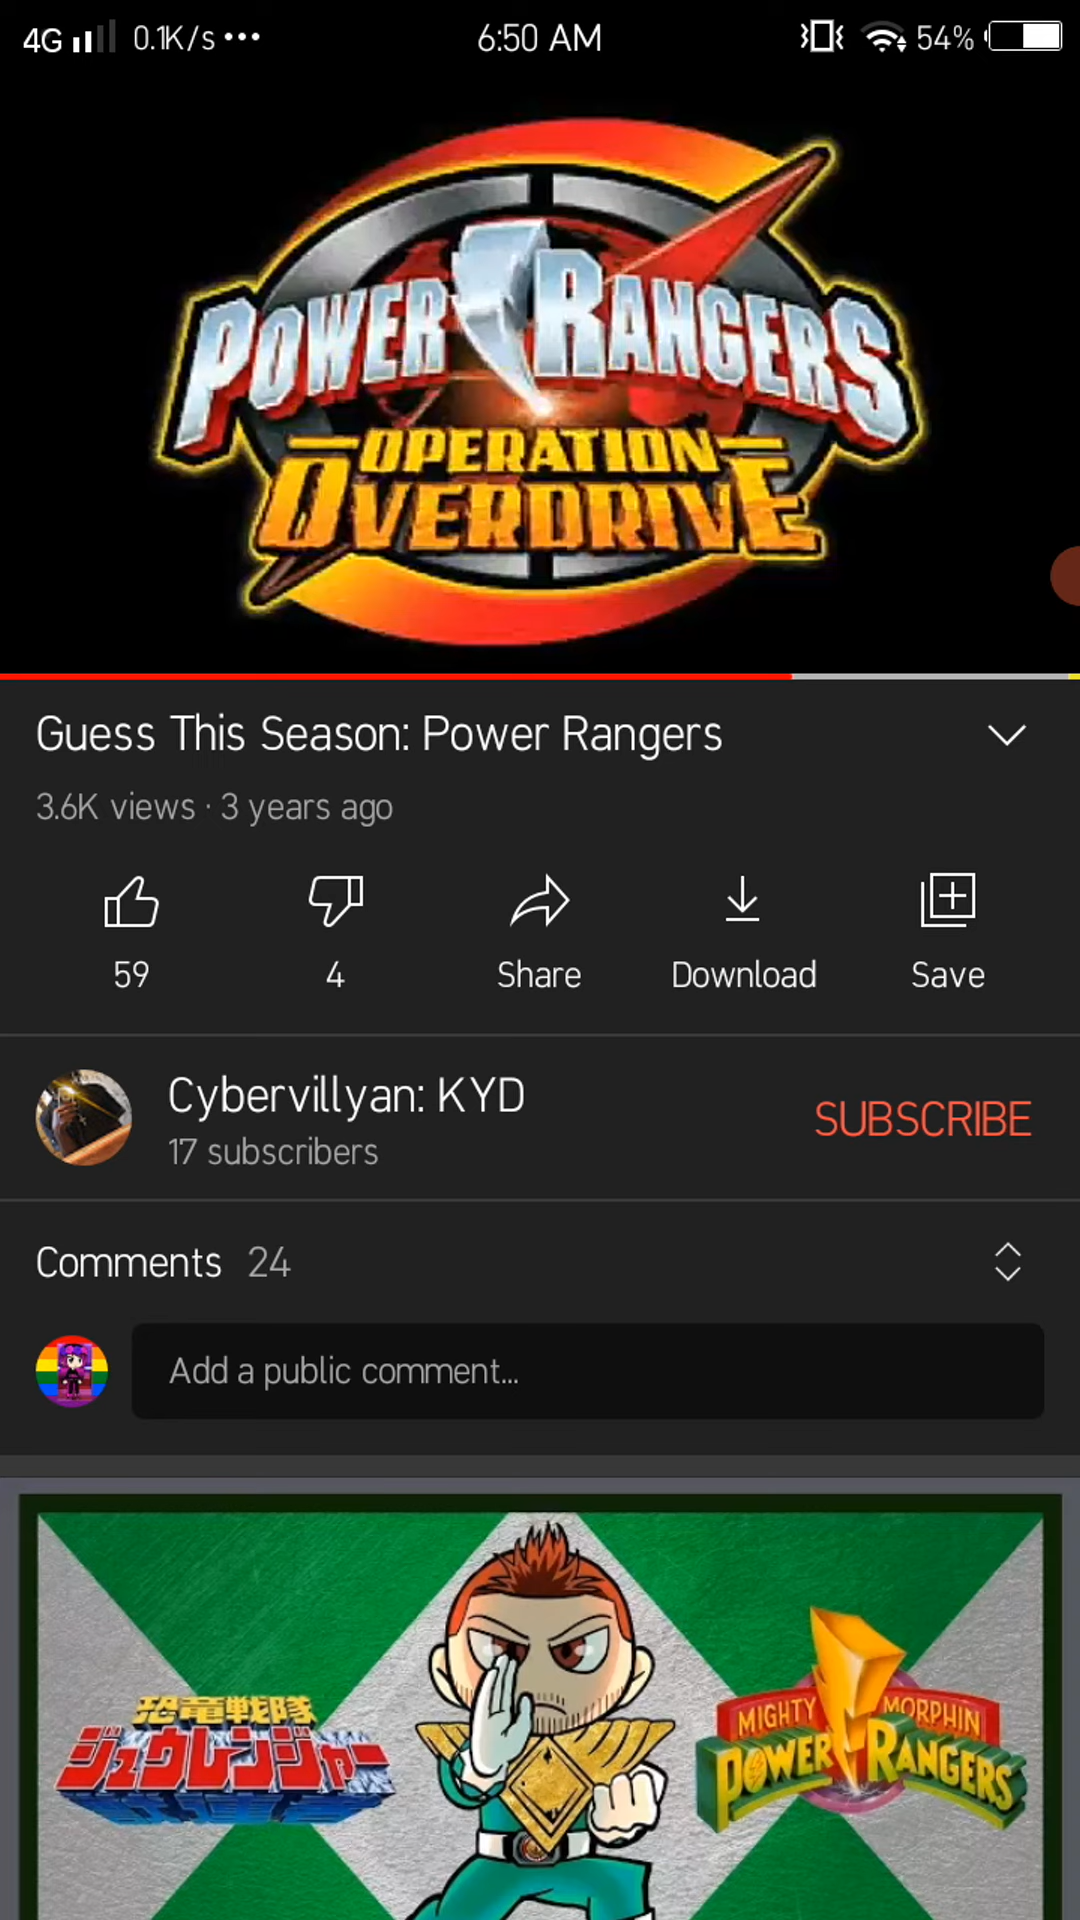 4G 0.1K/s ••• 6:50 AM 54%
POWER RANGERS
OPERATION
OVERDRIVE
Guess This Season: Power Rangers
3.6K views · 3 years ago
59 4 Share Download Save
Cybervillyan: KYD
17 subscribers
SUBSCRIBE
Comments 24
Add a public comment...
恐竜戦隊
ジュウレンジャー
MIGHTY MORPHIN
POWER RANGERS